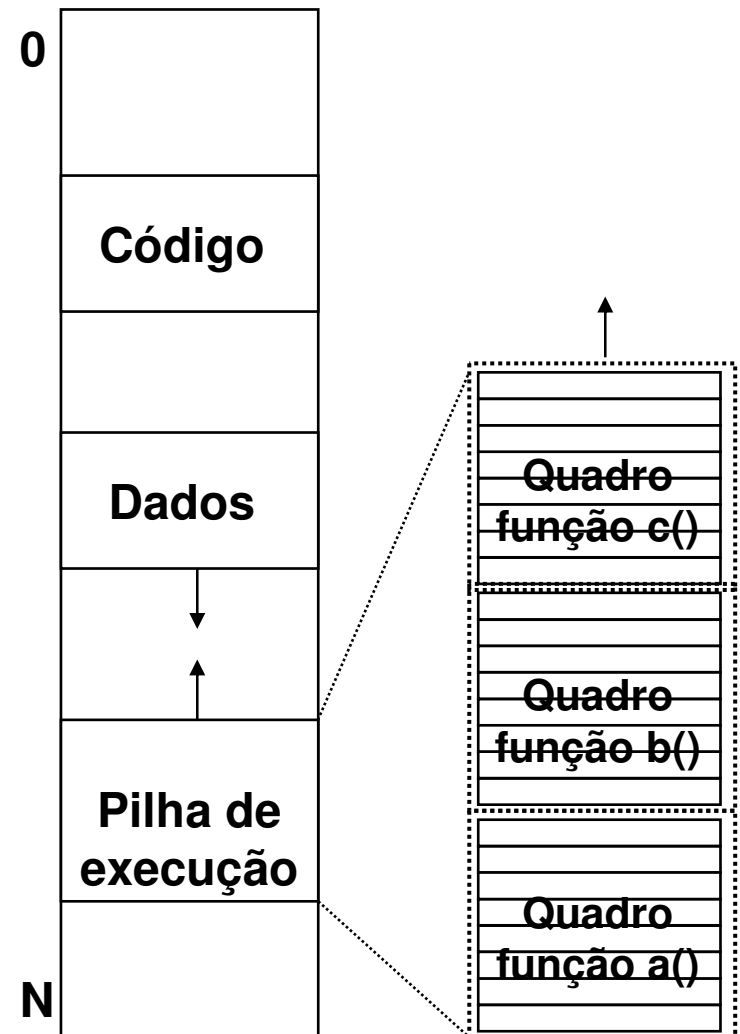 0
Código
Dados
Pilha de
execução
N
Quadro
função c()
Quadro
função b()
Quadro
função a()